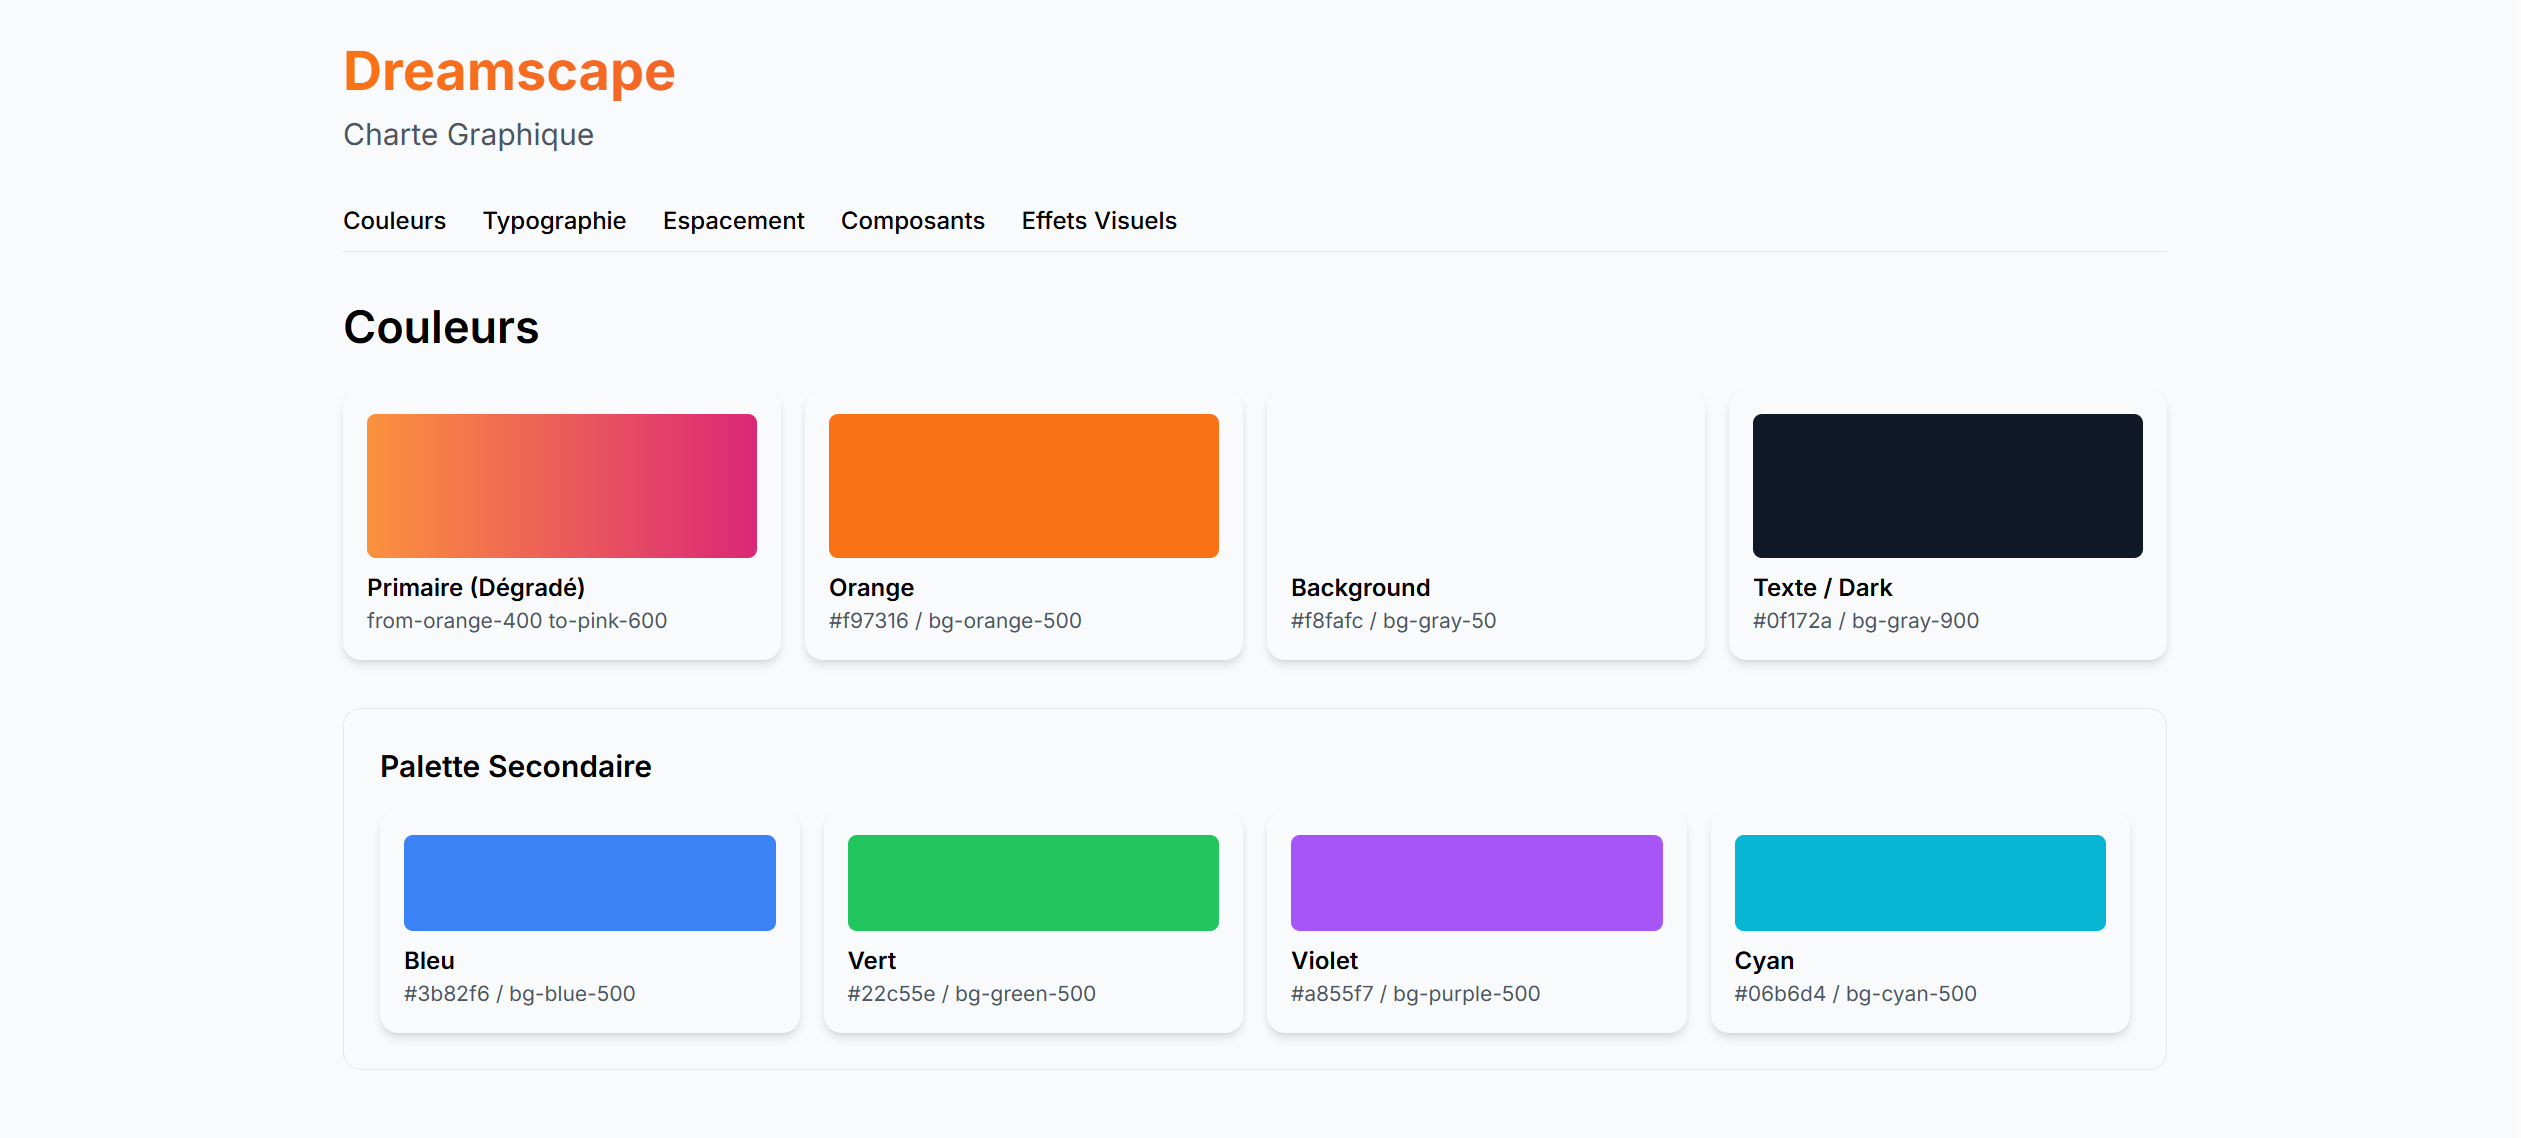 Dreamscape
Charte Graphique
Couleurs Typographie Espacement Composants Effets Visuels
Couleurs
Primaire (Dégradé)
from-orange-400 to-pink-600
Orange
#f97316 / bg-orange-500
Background
#f8fafc / bg-gray-50
Texte / Dark
#0f172a / bg-gray-900
Palette Secondaire
Bleu
#3b82f6 / bg-blue-500
Vert
#22c55e / bg-green-500
Violet
#a855f7 / bg-purple-500
Cyan
#06b6d4 / bg-cyan-500